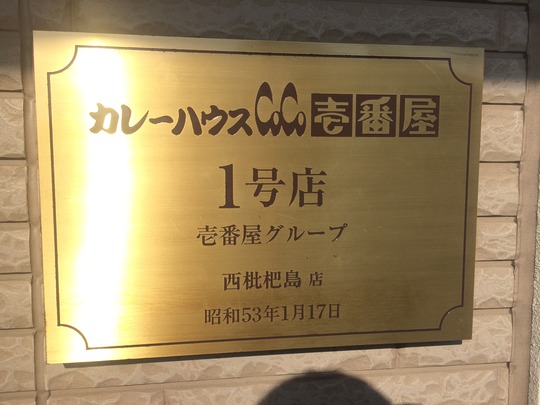 カレーハウスCoCo壱番屋
1号店
壱番屋グループ
西枇杷島 店
昭和53年1月17日